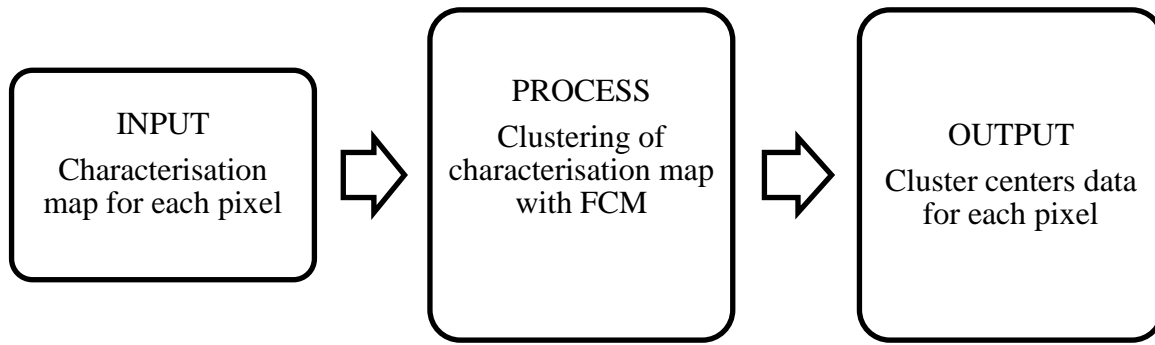 INPUT
Characterisation
map for each pixel
PROCESS
Clustering of
characterisation map
with FCM
OUTPUT
Cluster centers data
for each pixel